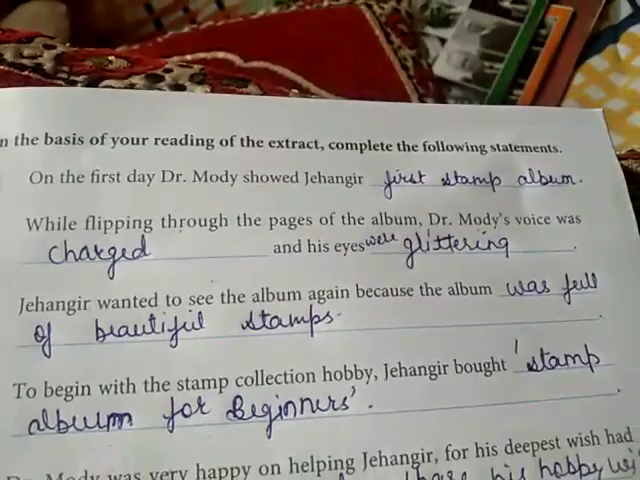 n the basis of your reading of the extract, complete the following statements.
On the first day Dr. Mody showed Jehangir first stamp album.
While flipping through the pages of the album, Dr. Mody's voice was
charged and his eyes were glittering.
Jehangir wanted to see the album again because the album was full
of beautiful stamps.
To begin with the stamp collection hobby, Jehangir bought 'stamp
album for Beginners'.
Dr. Mody was very happy on helping Jehangir, for his deepest wish had
his hobby wi